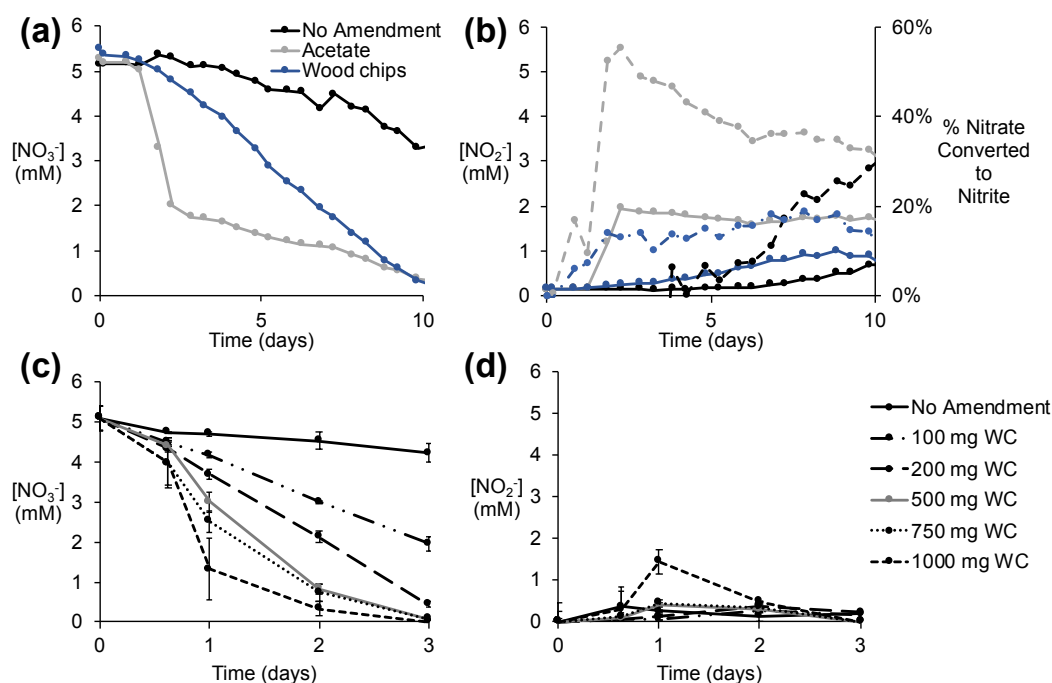 (a)
6
5
4
3
2
1
0
[NO₃⁻]
(mM)
No Amendment
Acetate
Wood chips
0
5
10
Time (days)
(b)
6
5
4
3
2
1
0
[NO₂⁻]
(mM)
60%
40%
20%
0%
% Nitrate
Converted
to
Nitrite
0
5
10
Time (days)
(c)
6
5
4
3
2
1
0
[NO₃⁻]
(mM)
0
1
2
3
Time (days)
(d)
6
5
4
3
2
1
0
[NO₂⁻]
(mM)
0
1
2
3
Time (days)
No Amendment
100 mg WC
200 mg WC
500 mg WC
750 mg WC
1000 mg WC